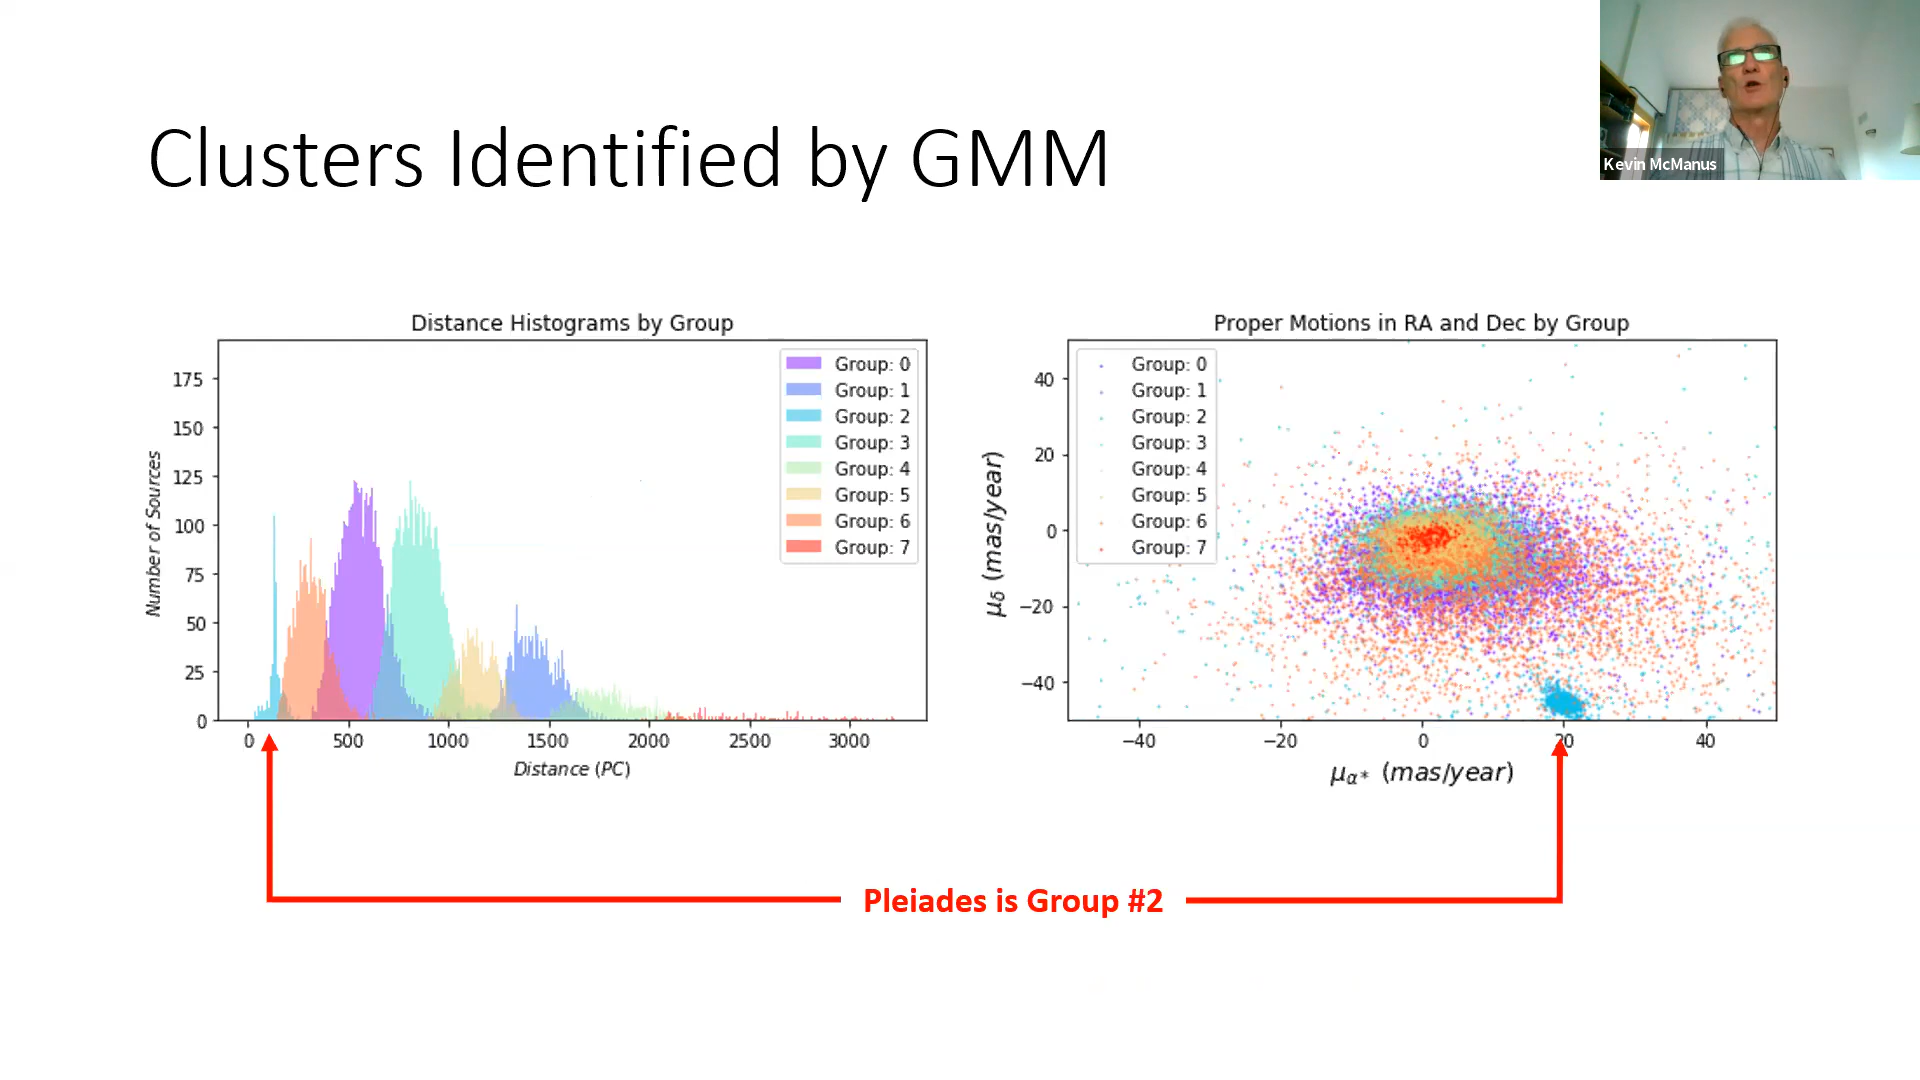 Clusters Identified by GMM
Kevin McManus
Distance Histograms by Group
Number of Sources
175
150
125
100
75
50
25
0
Group: 0
Group: 1
Group: 2
Group: 3
Group: 4
Group: 5
Group: 6
Group: 7
0 500 1000 1500 2000 2500 3000
Distance (PC)
Proper Motions in RA and Dec by Group
μδ (mas/year)
40
20
0
−20
−40
Group: 0
Group: 1
Group: 2
Group: 3
Group: 4
Group: 5
Group: 6
Group: 7
−40 −20 0 20 40
μα* (mas/year)
Pleiades is Group #2